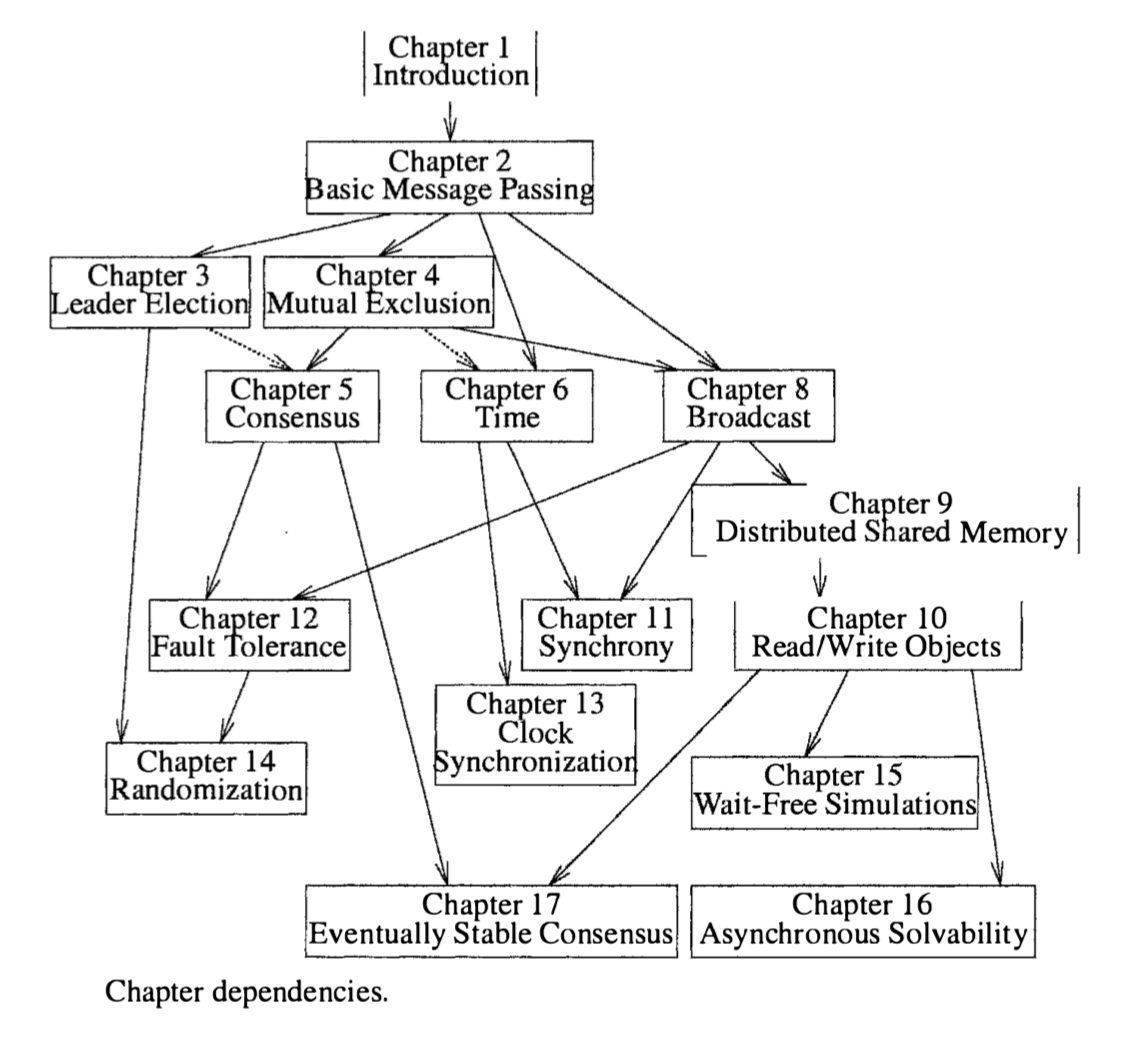 Chapter 1
Introduction
Chapter 2
Basic Message Passing
Chapter 3
Leader Election
Chapter 4
Mutual Exclusion
Chapter 5
Consensus
Chapter 6
Time
Chapter 8
Broadcast
Chapter 9
Distributed Shared Memory
Chapter 12
Fault Tolerance
Chapter 11
Synchrony
Chapter 10
Read/Write Objects
Chapter 13
Clock
Synchronization
Chapter 14
Randomization
Chapter 15
Wait-Free Simulations
Chapter 17
Eventually Stable Consensus
Chapter 16
Asynchronous Solvability
Chapter dependencies.